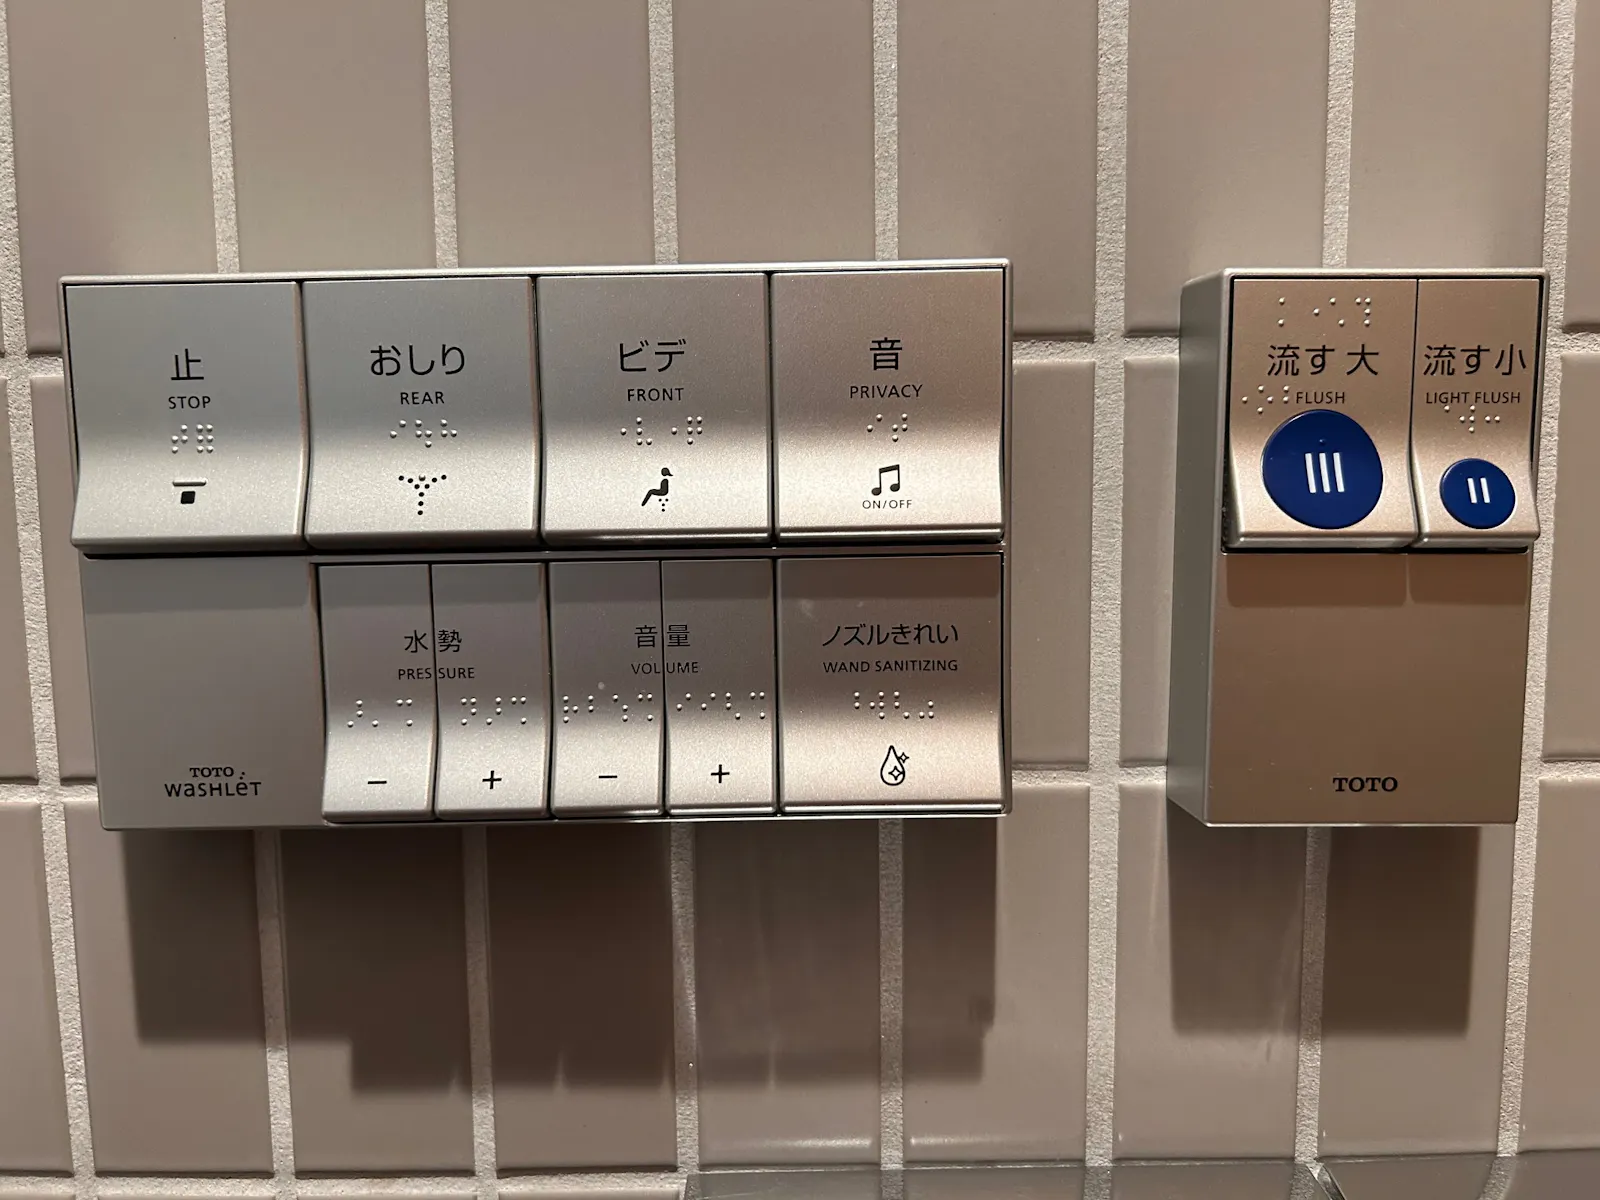 止
STOP
おしり
REAR
ビデ
FRONT
音
PRIVACY
ON/OFF
水勢
PRESSURE
− +
音量
VOLUME
− +
ノズルきれい
WAND SANITIZING
TOTO
WASHLET
流す 大
FLUSH
流す 小
LIGHT FLUSH
TOTO